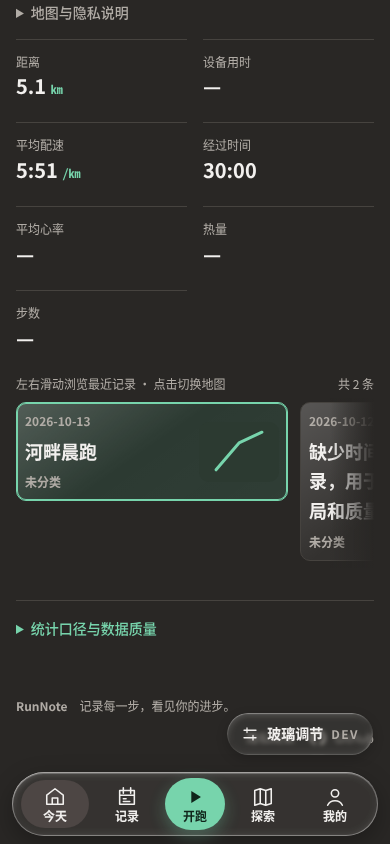 地图与隐私说明
距离
设备用时
5.1 km
—
平均配速
经过时间
5:51 /km
30:00
平均心率
热量
—
—
步数
—
左右滑动浏览最近记录 · 点击切换地图
共 2 条
2026-10-13
河畔晨跑
未分类
2026-10-12
缺少时
录，用
局和质
未分类
统计口径与数据质量
RunNote 记录每一步，看见你的进步。
玻璃调节 DEV
今天
记录
开跑
探索
我的